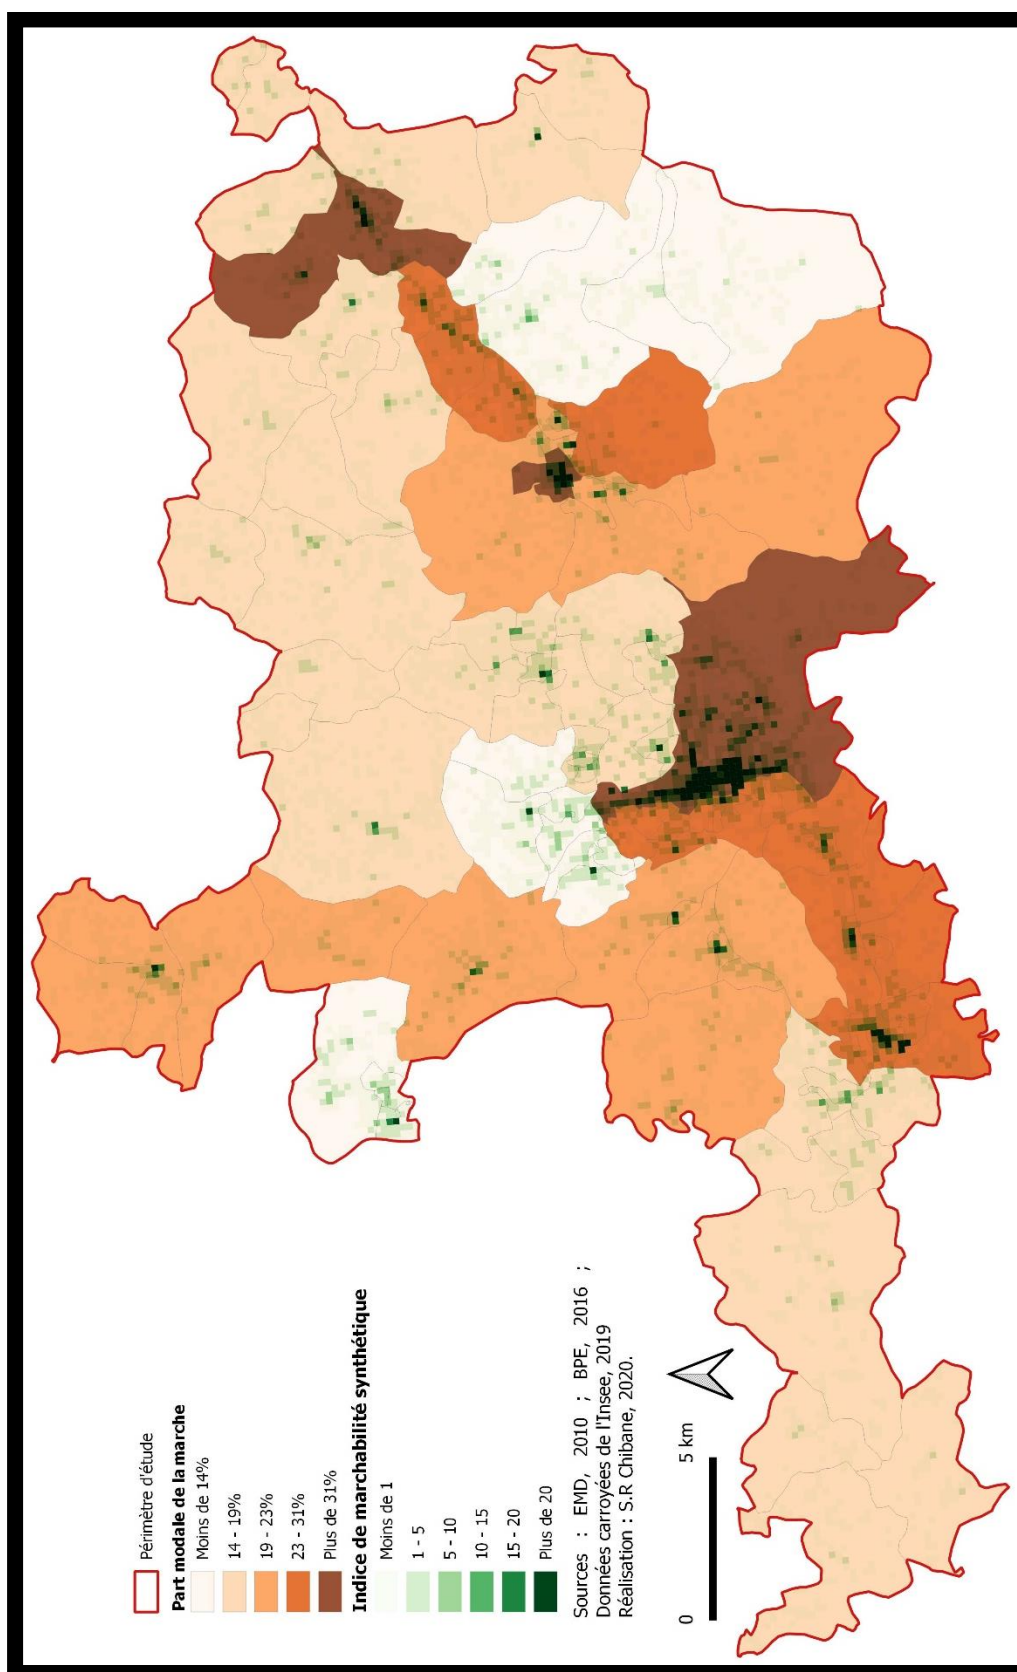 Périmètre d'étude
Part modale de la marche
Moins de 14%
14 - 19%
19 - 23%
23 - 31%
Plus de 31%
Indice de marchabilité synthétique
Moins de 1
1 - 5
5 - 10
10 - 15
15 - 20
Plus de 20
Sources : EMD, 2010 ; BPE, 2016 ;
Données carroyées de l'Insee, 2019
Réalisation : S.R Chibane, 2020.
0 5 km